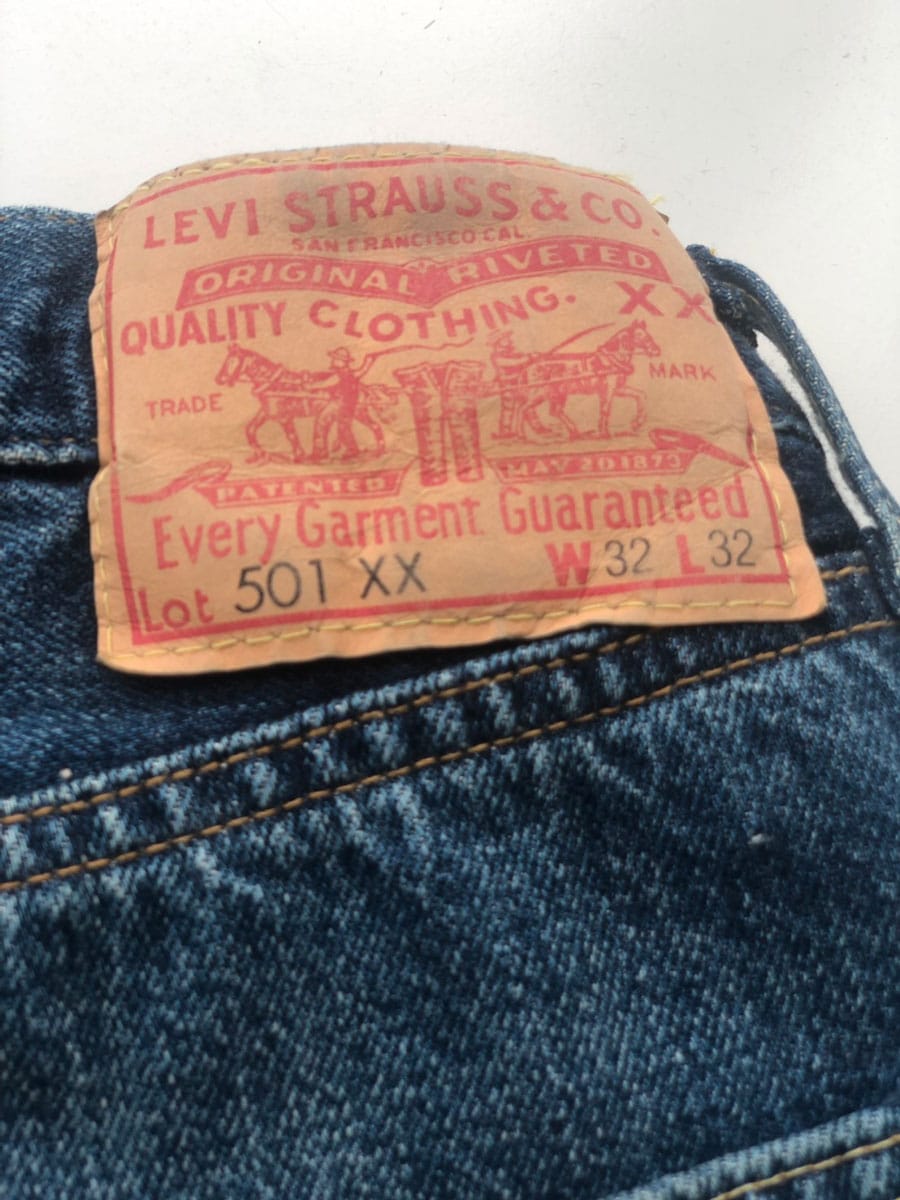 LEVI STRAUSS & CO.
SAN FRANCISCO CAL.
ORIGINAL RIVETED
QUALITY CLOTHING. XX
TRADE MARK
PATENTED MAY 20 1873
Every Garment Guaranteed
Lot 501 XX W 32 L 32